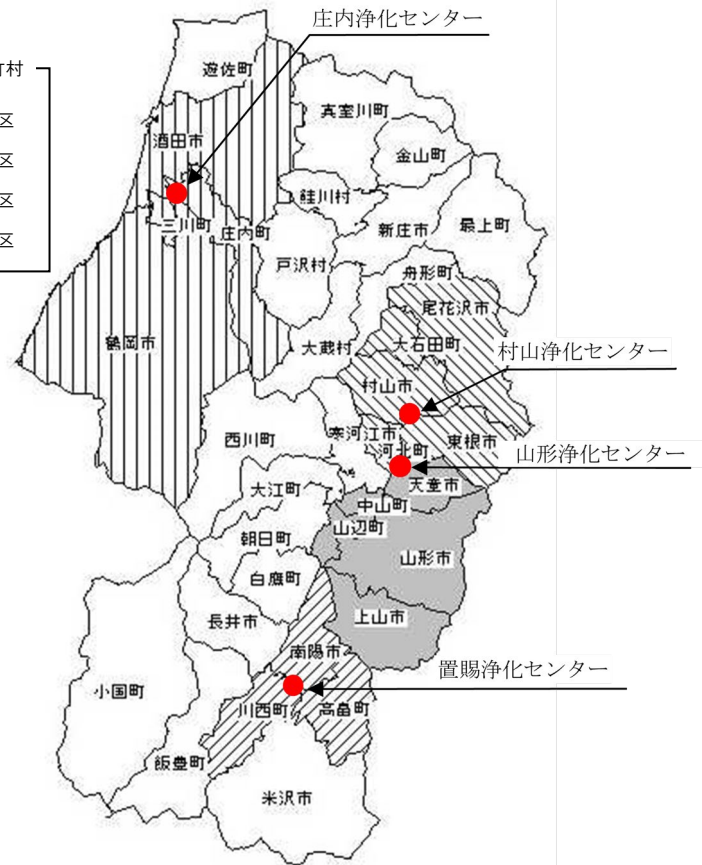 庄内浄化センター
町村
遊佐町
区
真室川町
酒田市
金山町
区
鮭川村
区
三川町
庄内町
新庄市
最上町
区
戸沢村
舟形町
尾花沢市
鶴岡市
大蔵村
大石田町
村山浄化センター
村山市
西川町
寒河江市
東根市
河北町
山形浄化センター
大江町
天童市
中山町
朝日町
山辺町
山形市
白鷹町
長井市
上山市
南陽市
置賜浄化センター
小国町
川西町
高畠町
飯豊町
米沢市